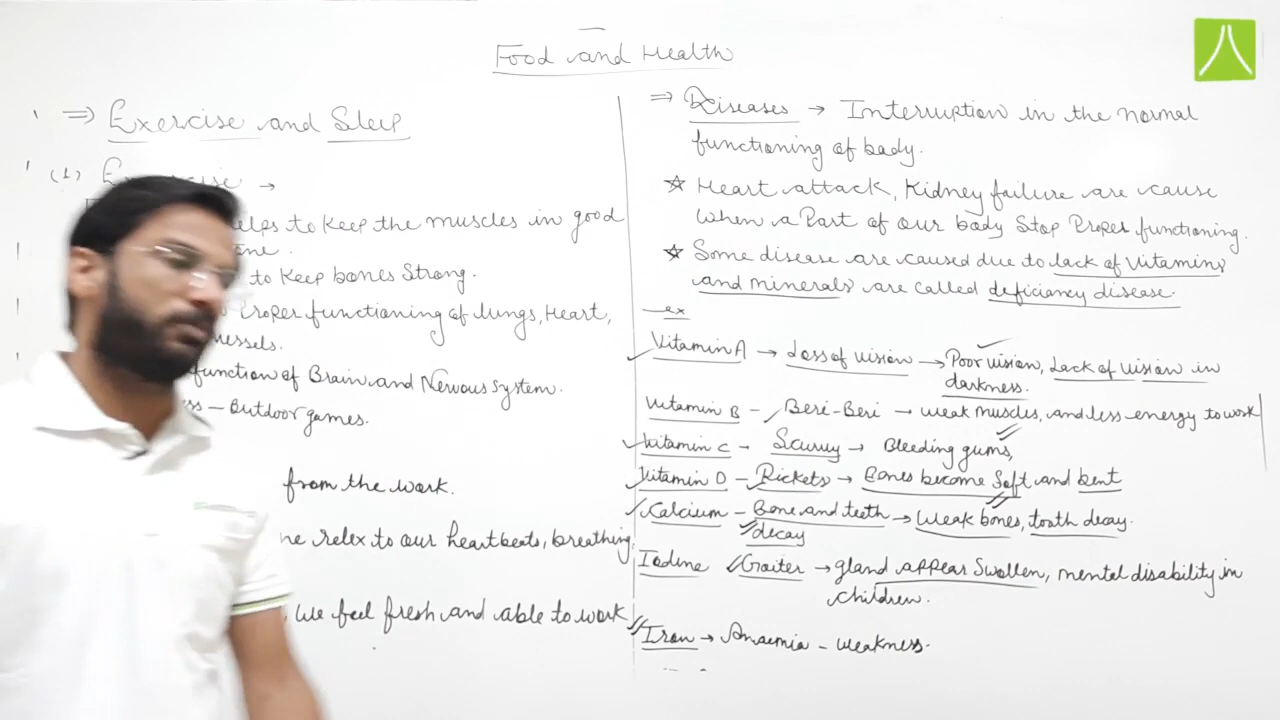 Food and Health
⇒ Exercise and Sleep
(1)
to Keep the muscles in good
to Keep bones Strong.
Proper functioning of lungs, Heart,
function of Brain and Nervous System.
– Outdoor games.
from the work.
relex to our heartbeats, breathing
we feel fresh and able to work
⇒ Diseases → Interruption in the normal
functioning of body.
☆ Heart attack, Kidney failure are cause
when a Part of our body Stop Proper functioning.
☆ Some disease are caused due to lack of Vitamins
and minerals are called deficiency disease.
ex
Vitamin A → Loss of vision → Poor vision, Lack of vision in
darkness.
Vitamin B – Beri-Beri → weak muscles, and less energy to work
Vitamin C – Scurvy → Bleeding gums,
Vitamin D – Rickets → Bones become Soft and bent
Calcium – Bone and teeth → Weak bones, tooth decay.
decay
Iodine Goiter → gland appear Swollen, mental disability in
children.
Iron → Anaemia – weakness.